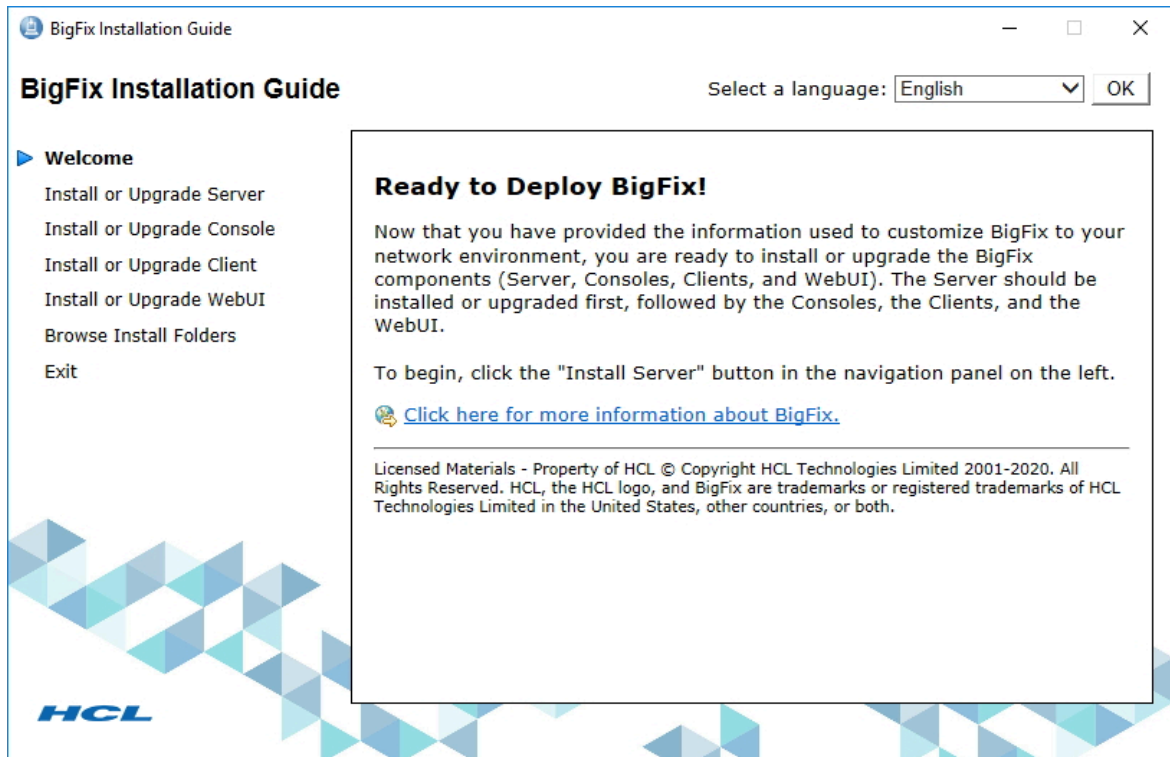 BigFix Installation Guide
BigFix Installation Guide
Select a language: English OK
Welcome
Install or Upgrade Server
Install or Upgrade Console
Install or Upgrade Client
Install or Upgrade WebUI
Browse Install Folders
Exit
Ready to Deploy BigFix!
Now that you have provided the information used to customize BigFix to your
network environment, you are ready to install or upgrade the BigFix
components (Server, Consoles, Clients, and WebUI). The Server should be
installed or upgraded first, followed by the Consoles, the Clients, and the
WebUI.
To begin, click the "Install Server" button in the navigation panel on the left.
Click here for more information about BigFix.
Licensed Materials - Property of HCL © Copyright HCL Technologies Limited 2001-2020. All
Rights Reserved. HCL, the HCL logo, and BigFix are trademarks or registered trademarks of HCL
Technologies Limited in the United States, other countries, or both.
HCL